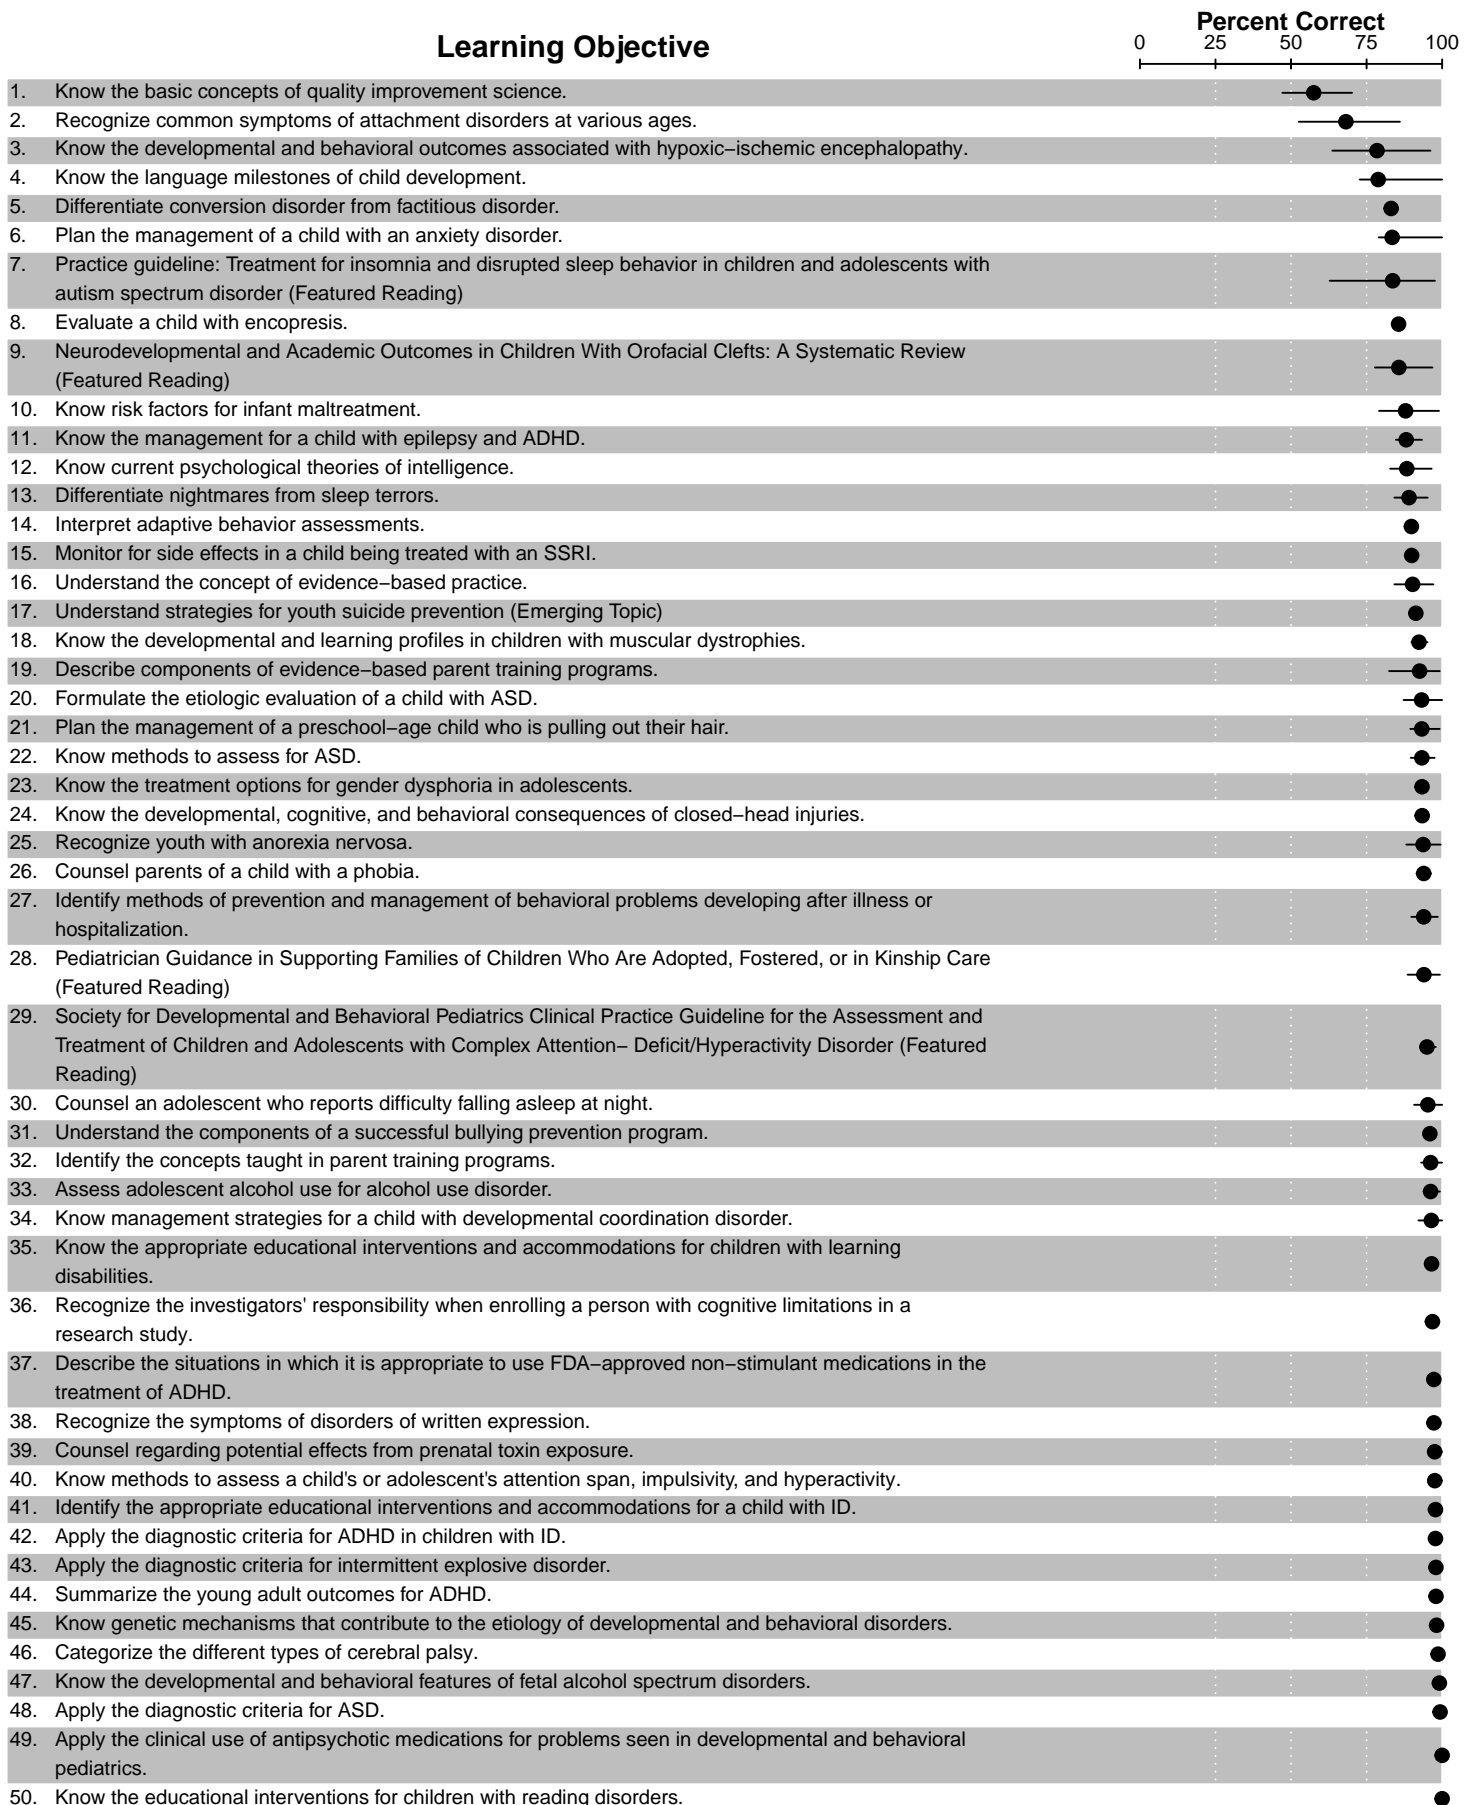 Learning Objective
Percent Correct
0 25 50 75 100
1. Know the basic concepts of quality improvement science.
2. Recognize common symptoms of attachment disorders at various ages.
3. Know the developmental and behavioral outcomes associated with hypoxic−ischemic encephalopathy.
4. Know the language milestones of child development.
5. Differentiate conversion disorder from factitious disorder.
6. Plan the management of a child with an anxiety disorder.
7. Practice guideline: Treatment for insomnia and disrupted sleep behavior in children and adolescents with
autism spectrum disorder (Featured Reading)
8. Evaluate a child with encopresis.
9. Neurodevelopmental and Academic Outcomes in Children With Orofacial Clefts: A Systematic Review
(Featured Reading)
10. Know risk factors for infant maltreatment.
11. Know the management for a child with epilepsy and ADHD.
12. Know current psychological theories of intelligence.
13. Differentiate nightmares from sleep terrors.
14. Interpret adaptive behavior assessments.
15. Monitor for side effects in a child being treated with an SSRI.
16. Understand the concept of evidence−based practice.
17. Understand strategies for youth suicide prevention (Emerging Topic)
18. Know the developmental and learning profiles in children with muscular dystrophies.
19. Describe components of evidence−based parent training programs.
20. Formulate the etiologic evaluation of a child with ASD.
21. Plan the management of a preschool−age child who is pulling out their hair.
22. Know methods to assess for ASD.
23. Know the treatment options for gender dysphoria in adolescents.
24. Know the developmental, cognitive, and behavioral consequences of closed−head injuries.
25. Recognize youth with anorexia nervosa.
26. Counsel parents of a child with a phobia.
27. Identify methods of prevention and management of behavioral problems developing after illness or
hospitalization.
28. Pediatrician Guidance in Supporting Families of Children Who Are Adopted, Fostered, or in Kinship Care
(Featured Reading)
29. Society for Developmental and Behavioral Pediatrics Clinical Practice Guideline for the Assessment and
Treatment of Children and Adolescents with Complex Attention− Deficit/Hyperactivity Disorder (Featured
Reading)
30. Counsel an adolescent who reports difficulty falling asleep at night.
31. Understand the components of a successful bullying prevention program.
32. Identify the concepts taught in parent training programs.
33. Assess adolescent alcohol use for alcohol use disorder.
34. Know management strategies for a child with developmental coordination disorder.
35. Know the appropriate educational interventions and accommodations for children with learning
disabilities.
36. Recognize the investigators' responsibility when enrolling a person with cognitive limitations in a
research study.
37. Describe the situations in which it is appropriate to use FDA−approved non−stimulant medications in the
treatment of ADHD.
38. Recognize the symptoms of disorders of written expression.
39. Counsel regarding potential effects from prenatal toxin exposure.
40. Know methods to assess a child's or adolescent's attention span, impulsivity, and hyperactivity.
41. Identify the appropriate educational interventions and accommodations for a child with ID.
42. Apply the diagnostic criteria for ADHD in children with ID.
43. Apply the diagnostic criteria for intermittent explosive disorder.
44. Summarize the young adult outcomes for ADHD.
45. Know genetic mechanisms that contribute to the etiology of developmental and behavioral disorders.
46. Categorize the different types of cerebral palsy.
47. Know the developmental and behavioral features of fetal alcohol spectrum disorders.
48. Apply the diagnostic criteria for ASD.
49. Apply the clinical use of antipsychotic medications for problems seen in developmental and behavioral
pediatrics.
50. Know the educational interventions for children with reading disorders.